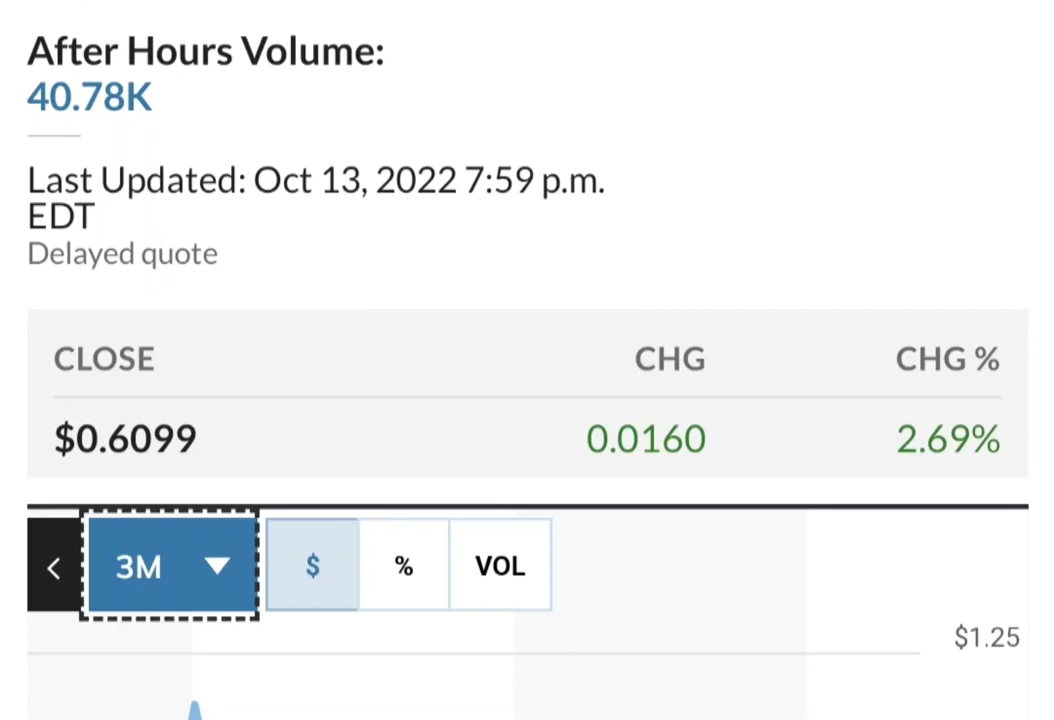 After Hours Volume:
40.78K
Last Updated: Oct 13, 2022 7:59 p.m.
EDT
Delayed quote
CLOSE CHG CHG %
$0.6099 0.0160 2.69%
3M $ % VOL
$1.25